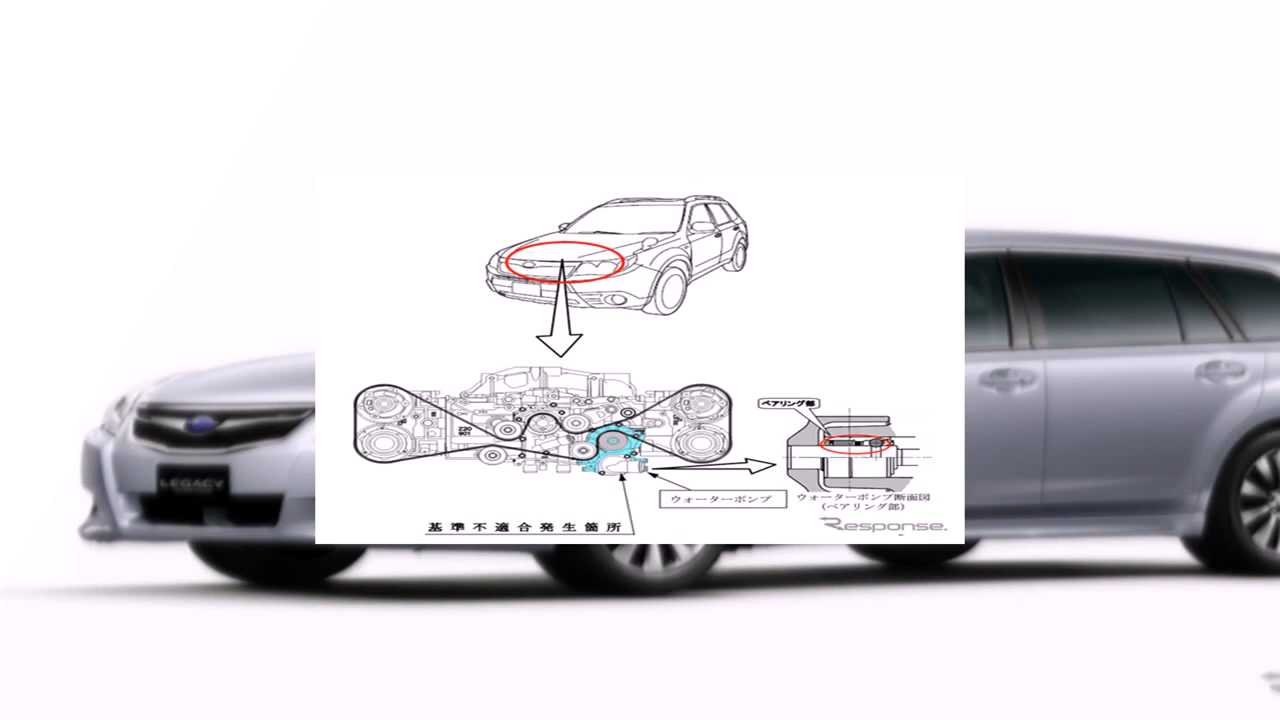 ベアリング部
ウォーターポンプ
ウォーターポンプ断面図
(ベアリング部)
基準不適合発生箇所
Response.
LEGACY